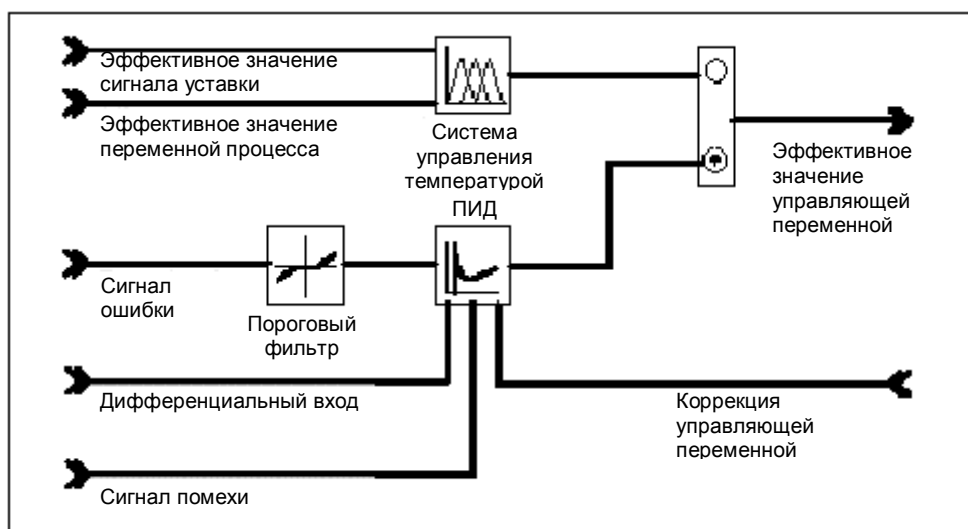 Эффективное значение
сигнала уставки
Эффективное значение
переменной процесса
Система
управления
температурой
Эффективное
значение
управляющей
переменной
ПИД
Сигнал
ошибки
Пороговый
фильтр
Дифференциальный вход
Коррекция
управляющей
переменной
Сигнал помехи